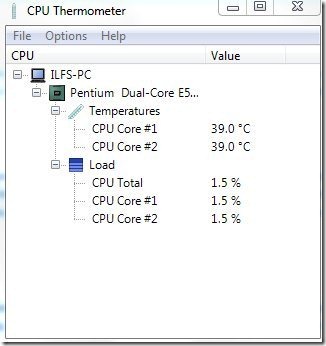 CPU Thermometer
File Options Help
CPU Value
ILFS-PC
Pentium Dual-Core E5...
Temperatures
CPU Core #1 39.0 °C
CPU Core #2 39.0 °C
Load
CPU Total 1.5 %
CPU Core #1 1.5 %
CPU Core #2 1.5 %